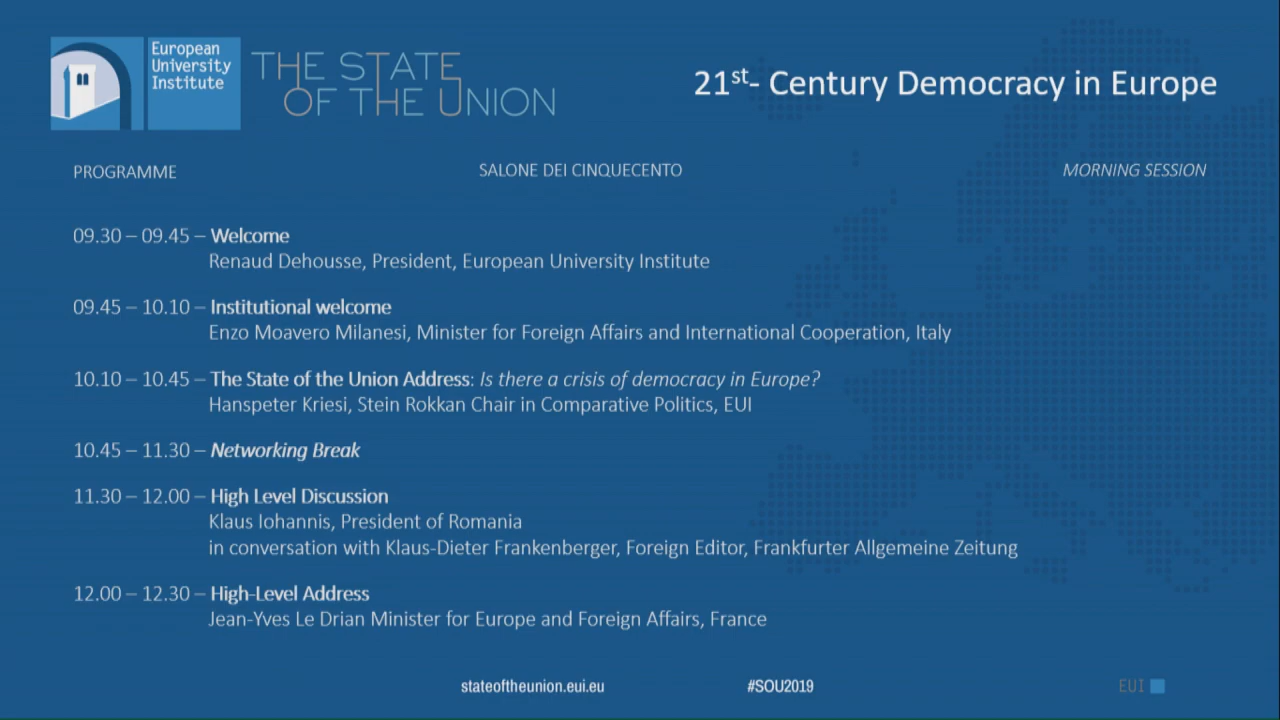 European
University
Institute
THE STATE
OF THE UNION
21st- Century Democracy in Europe
PROGRAMME
SALONE DEI CINQUECENTO
MORNING SESSION
09.30 – 09.45 – Welcome
Renaud Dehousse, President, European University Institute
09.45 – 10.10 – Institutional welcome
Enzo Moavero Milanesi, Minister for Foreign Affairs and International Cooperation, Italy
10.10 – 10.45 – The State of the Union Address: Is there a crisis of democracy in Europe?
Hanspeter Kriesi, Stein Rokkan Chair in Comparative Politics, EUI
10.45 – 11.30 – Networking Break
11.30 – 12.00 – High Level Discussion
Klaus Iohannis, President of Romania
in conversation with Klaus-Dieter Frankenberger, Foreign Editor, Frankfurter Allgemeine Zeitung
12.00 – 12.30 – High-Level Address
Jean-Yves Le Drian Minister for Europe and Foreign Affairs, France
stateoftheunion.eui.eu
#SOU2019
EUI